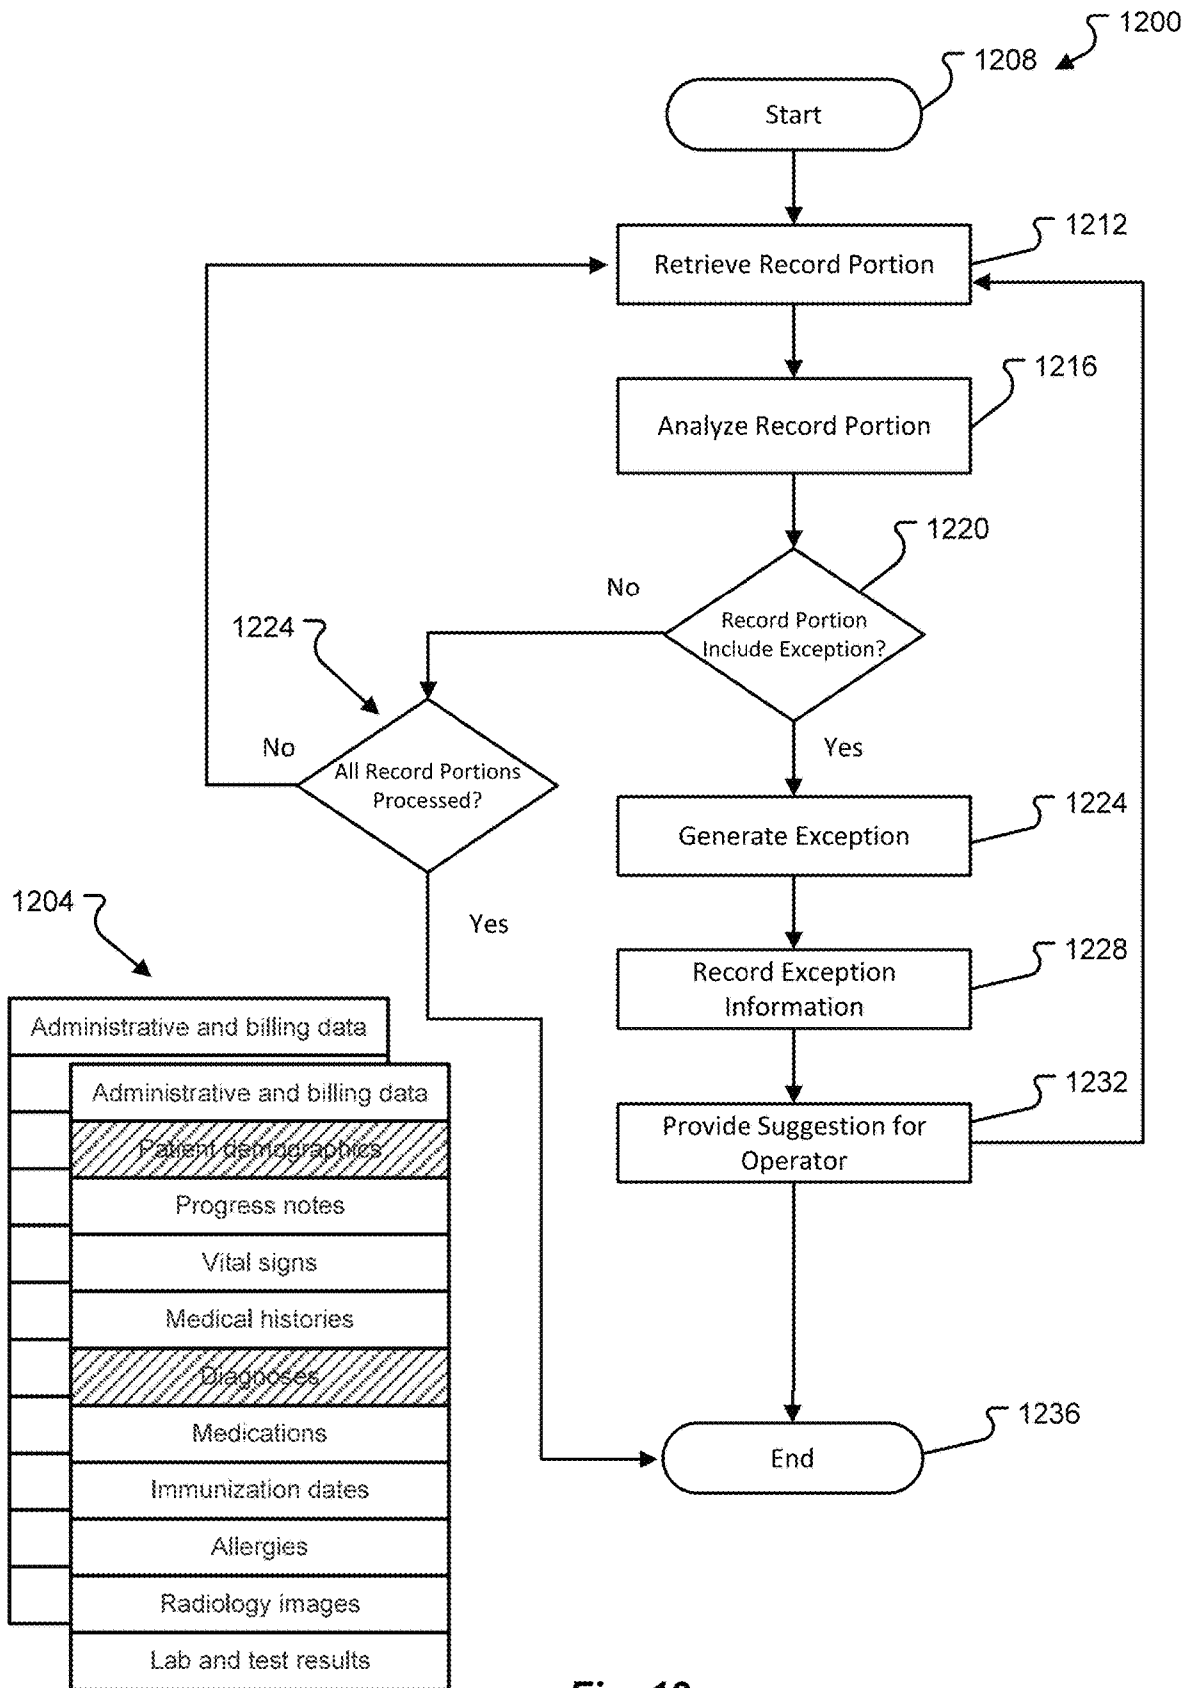 1200
1208
Start
1212
Retrieve Record Portion
1216
Analyze Record Portion
1220
No
Record Portion
Include Exception?
1224
No
Yes
All Record Portions
Processed?
1224
Generate Exception
1204
Yes
1228
Record Exception
Information
Administrative and billing data
1232
Administrative and billing data
Provide Suggestion for
Operator
Patient demographics
Progress notes
Vital signs
Medical histories
Diagnoses
Medications
1236
End
Immunization dates
Allergies
Radiology images
Lab and test results